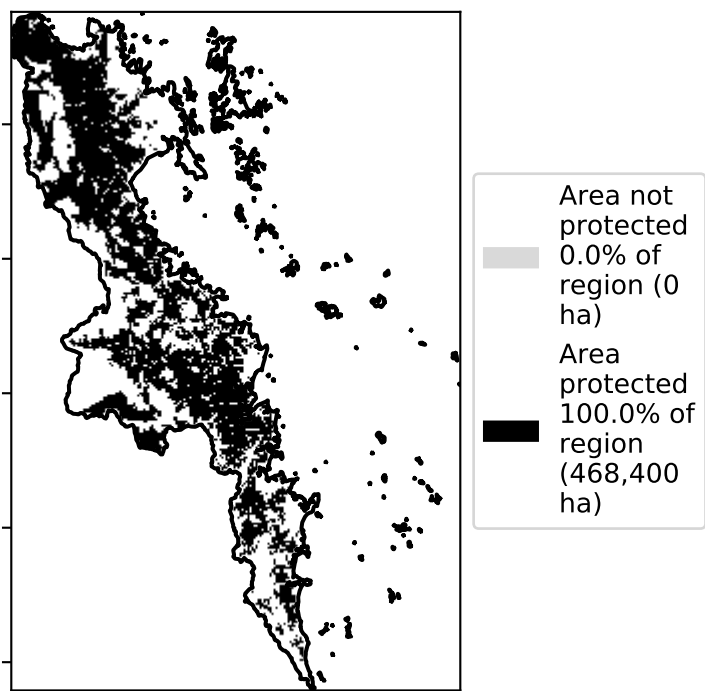 Area not
protected
0.0% of
region (0
ha)
Area
protected
100.0% of
region
(468,400
ha)